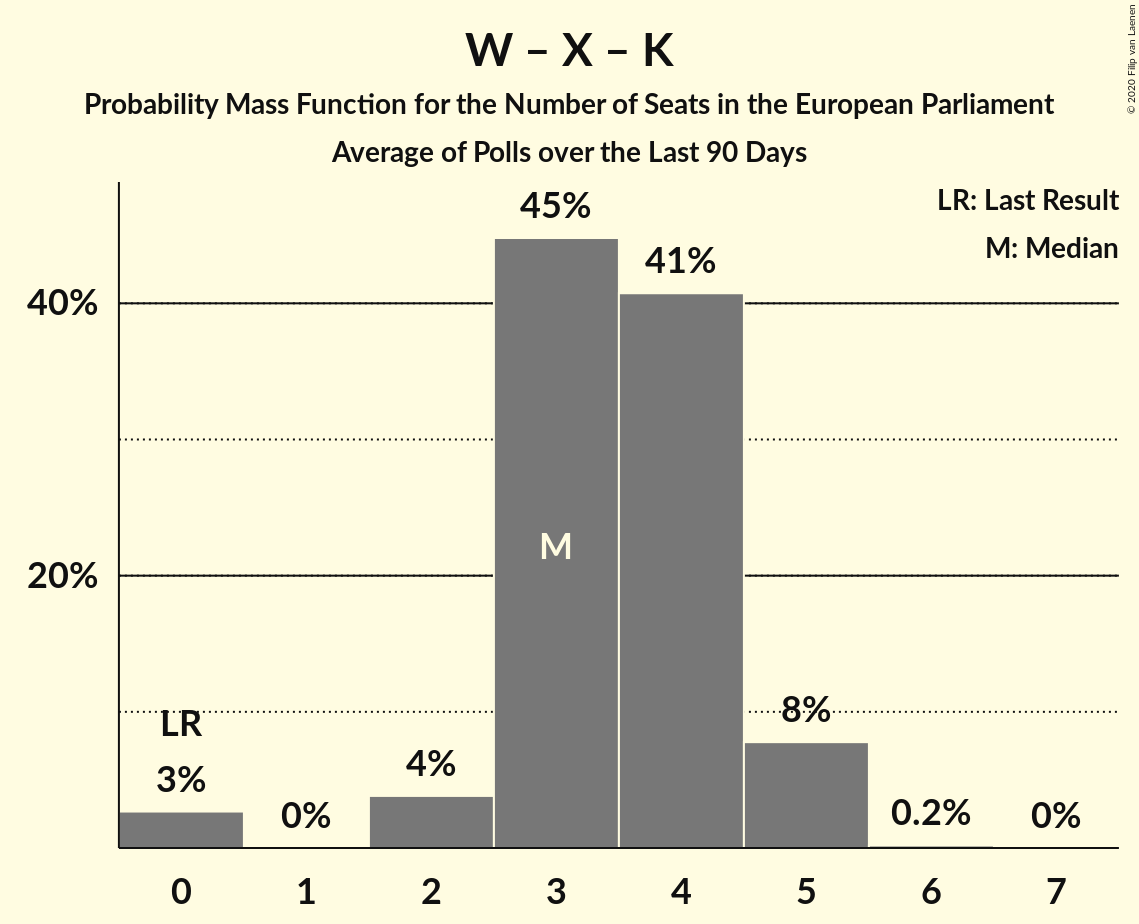 W – X – K
Probability Mass Function for the Number of Seats in the European Parliament
Average of Polls over the Last 90 Days
© 2020 Filip van Laenen
LR: Last Result
M: Median
45%
41%
40%
M
20%
LR
8%
4%
3%
0%
0.2%
0%
0 1 2 3 4 5 6 7